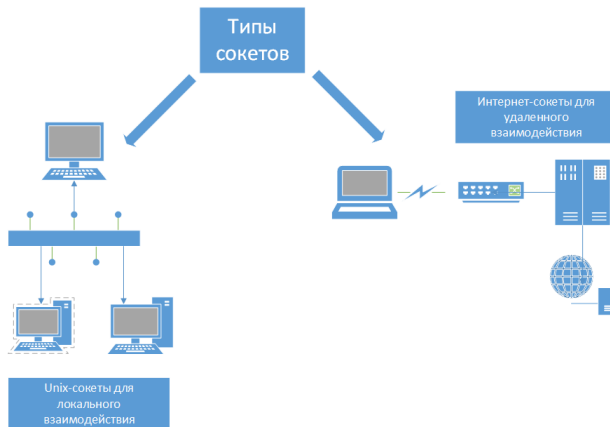 Типы
сокетов
Интернет-сокеты для
удаленного
взаимодействия
Unix-сокеты для
локального
взаимодействия